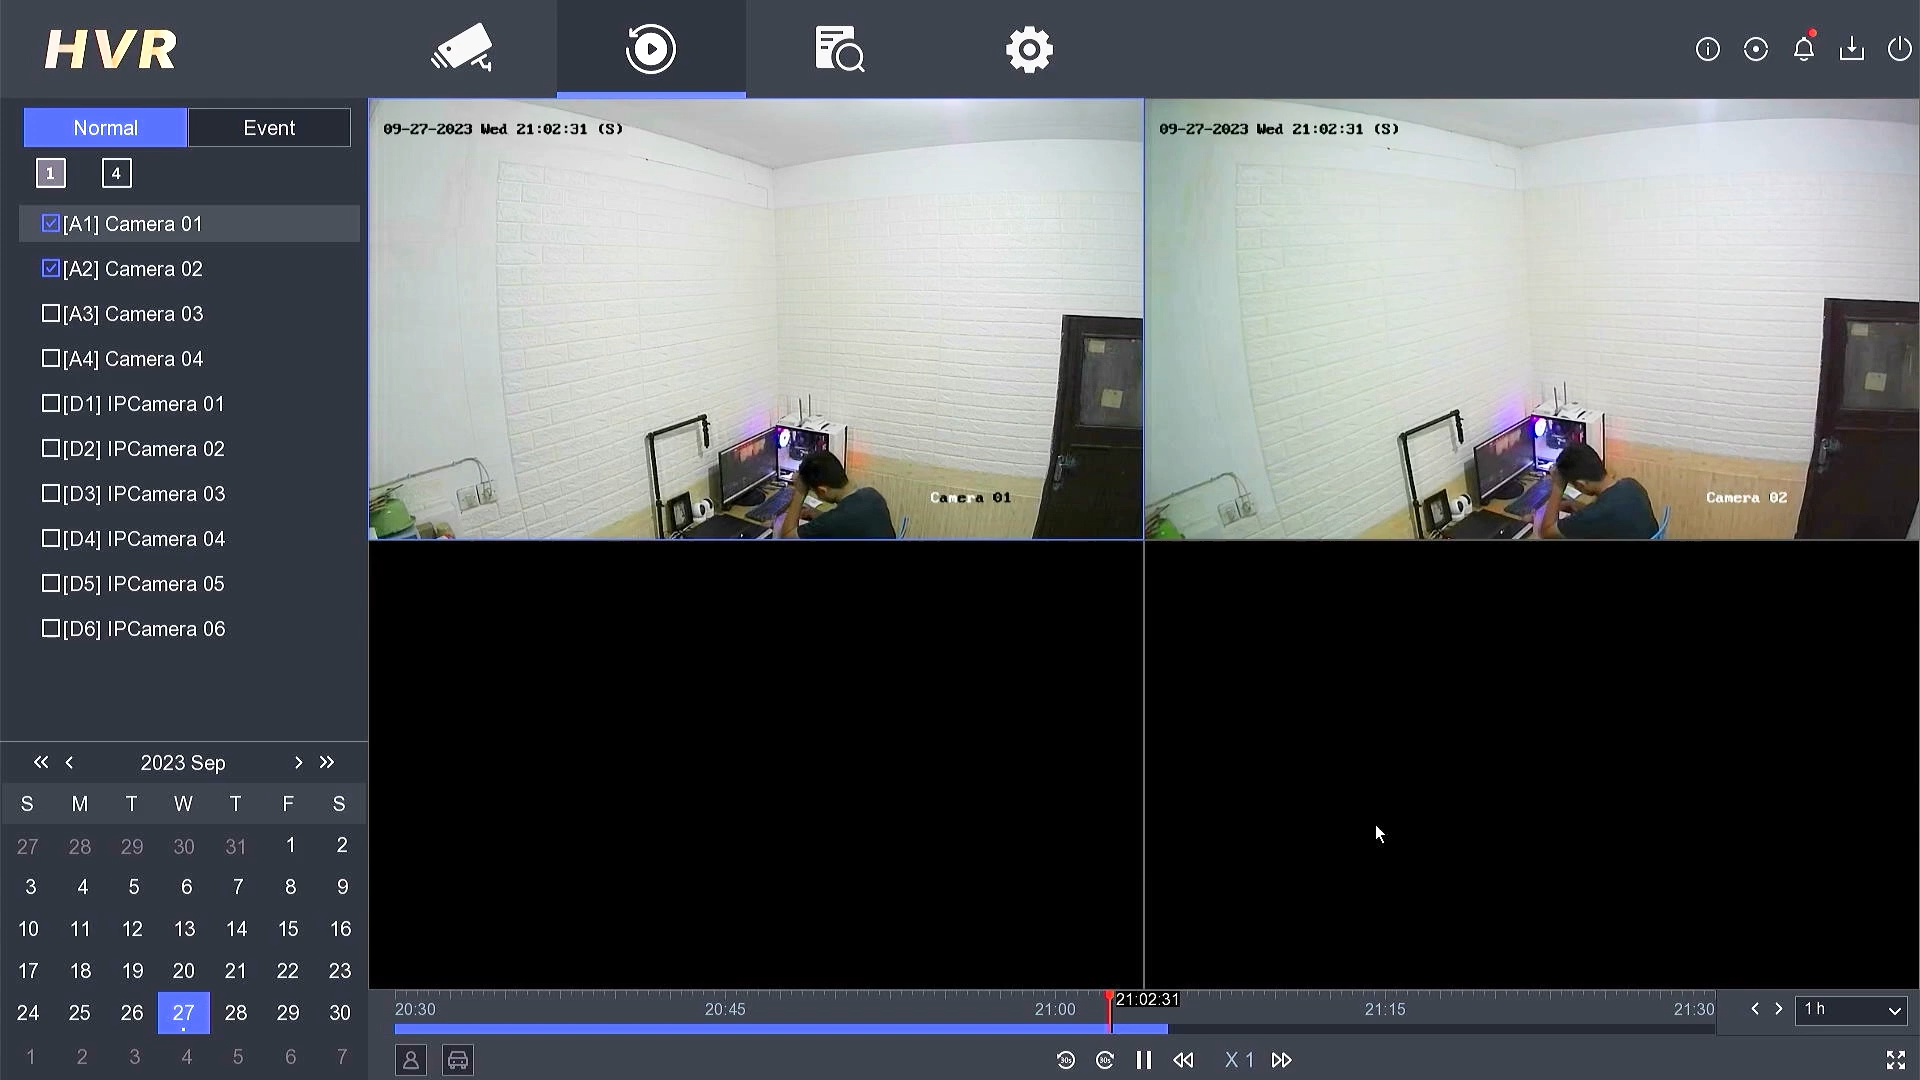 HVR
Normal
Event
1
4
[A1] Camera 01
[A2] Camera 02
[A3] Camera 03
[A4] Camera 04
[D1] IPCamera 01
[D2] IPCamera 02
[D3] IPCamera 03
[D4] IPCamera 04
[D5] IPCamera 05
[D6] IPCamera 06
2023 Sep
S M T W T F S
27 28 29 30 31 1 2
3 4 5 6 7 8 9
10 11 12 13 14 15 16
17 18 19 20 21 22 23
24 25 26 27 28 29 30
1 2 3 4 5 6 7
09-27-2023 Wed 21:02:31 (S)
Camera 01
09-27-2023 Wed 21:02:31 (S)
Camera 02
21:02:31
20:30 20:45 21:00 21:15 21:30
1 h
30s
30s
X 1